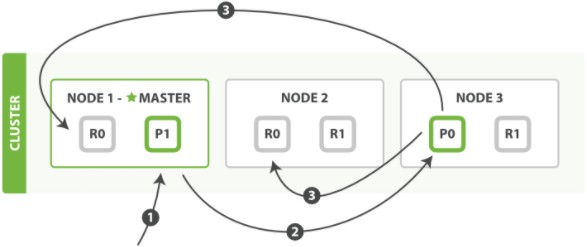 3
CLUSTER
NODE 1 - ★ MASTER
NODE 2
NODE 3
R0 P1
R0 R1
P0 R1
3
1
2